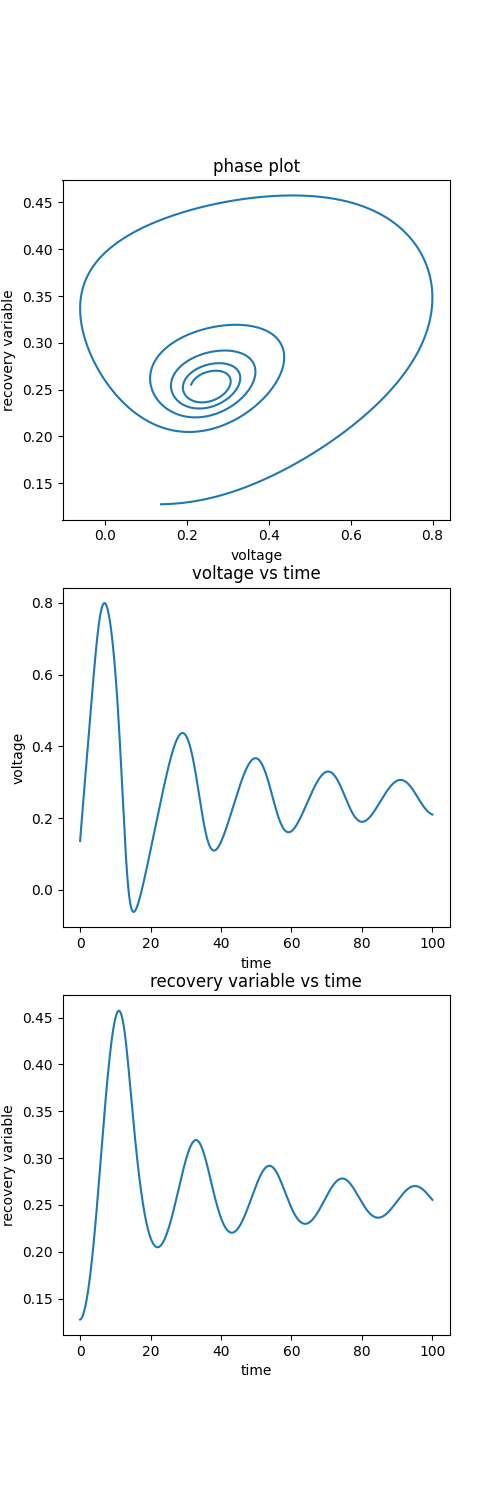 phase plot
0.45
0.40
0.35
0.30
0.25
0.20
0.15
recovery variable
0.0 0.2 0.4 0.6 0.8
voltage
voltage vs time
0.8
0.6
0.4
0.2
0.0
voltage
0 20 40 60 80 100
time
recovery variable vs time
0.45
0.40
0.35
0.30
0.25
0.20
0.15
recovery variable
0 20 40 60 80 100
time